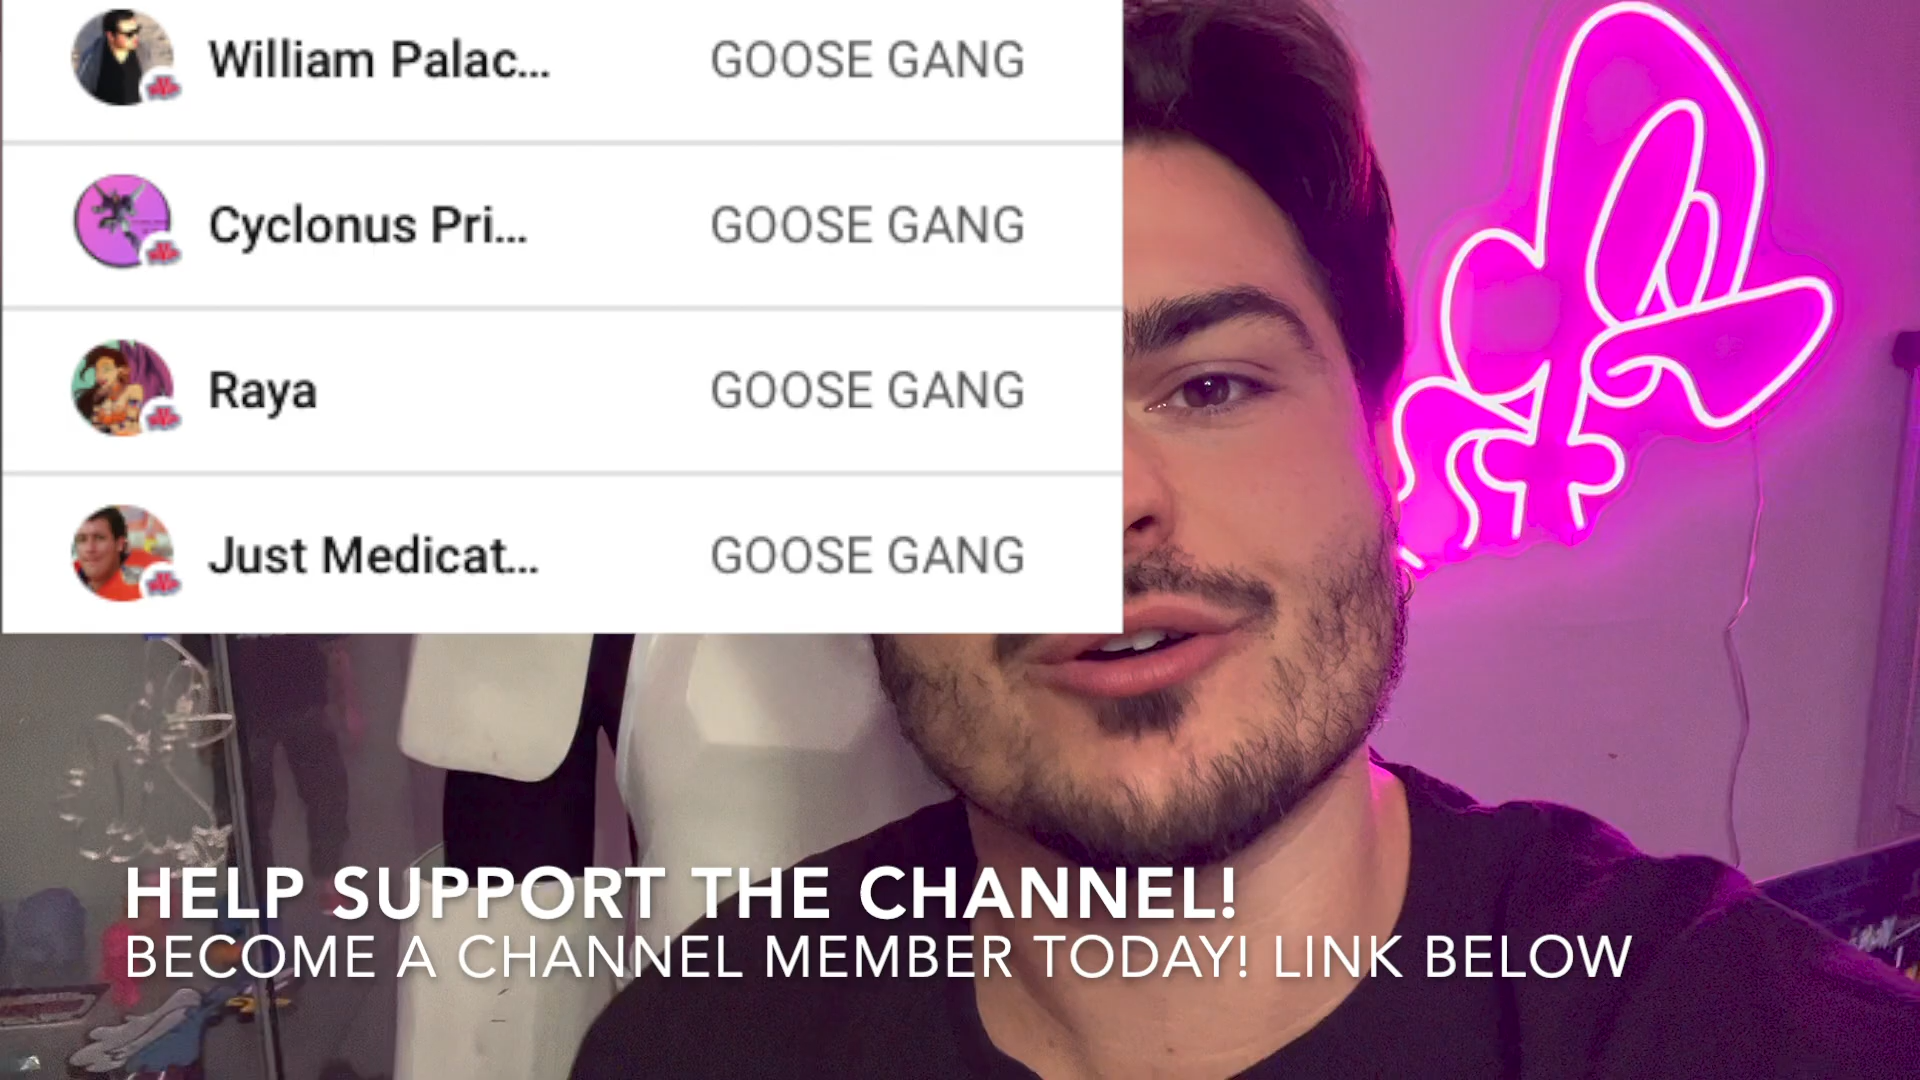 William Palac... GOOSE GANG
Cyclonus Pri... GOOSE GANG
Raya GOOSE GANG
Just Medicat... GOOSE GANG
HELP SUPPORT THE CHANNEL!
BECOME A CHANNEL MEMBER TODAY! LINK BELOW